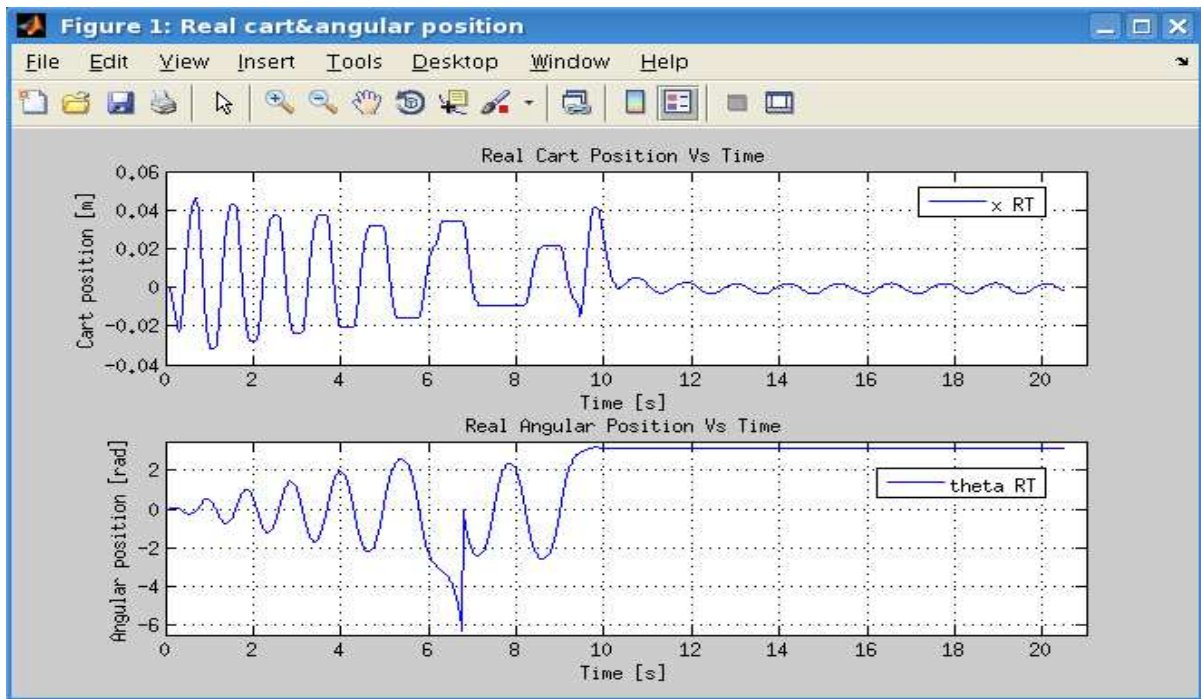 Figure 1: Real cart&angular position
File Edit View Insert Tools Desktop Window Help
Real Cart Position Vs Time
Cart position [m]
0.06
0.04
0.02
0
-0.02
-0.04
x RT
0 2 4 6 8 10 12 14 16 18 20
Time [s]
Real Angular Position Vs Time
Angular position [rad]
2
0
-2
-4
-6
theta RT
0 2 4 6 8 10 12 14 16 18 20
Time [s]